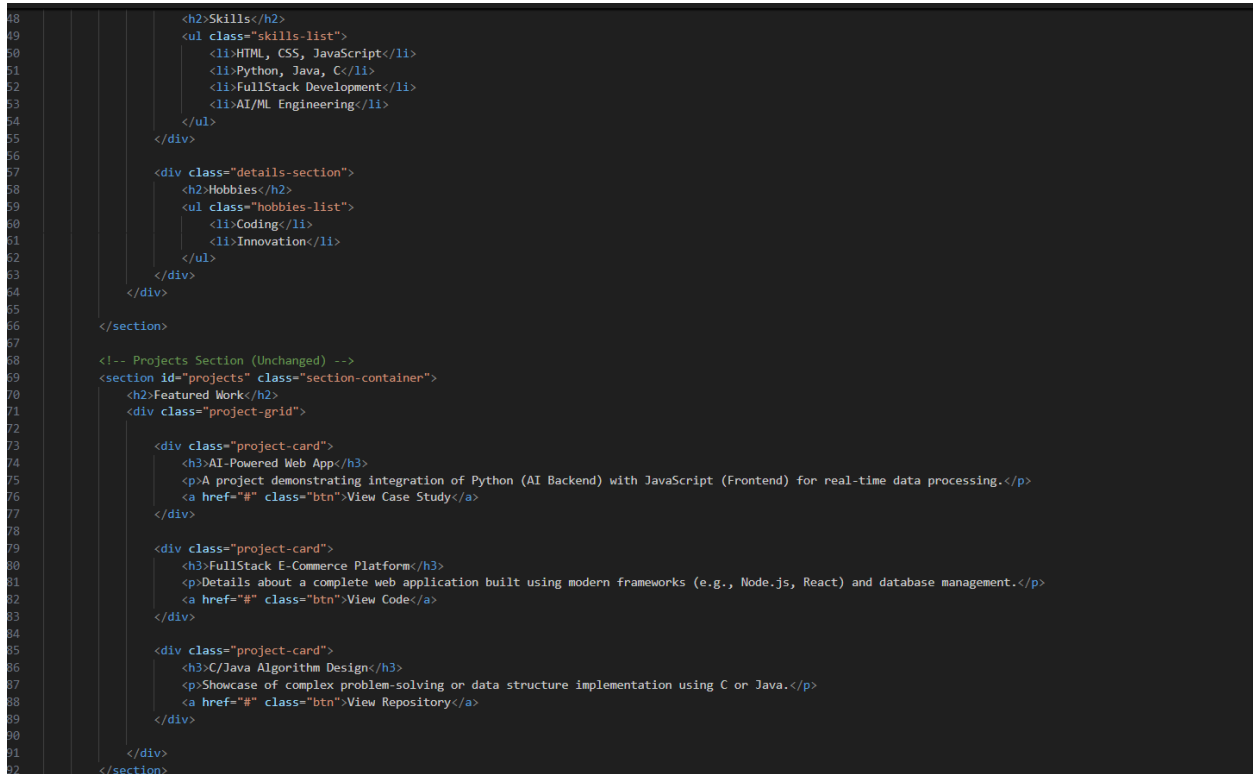 48 <h2>Skills</h2>
49 <ul class="skills-list">
50 <li>HTML, CSS, JavaScript</li>
51 <li>Python, Java, C</li>
52 <li>FullStack Development</li>
53 <li>AI/ML Engineering</li>
54 </ul>
55 </div>
56
57 <div class="details-section">
58 <h2>Hobbies</h2>
59 <ul class="hobbies-list">
60 <li>Coding</li>
61 <li>Innovation</li>
62 </ul>
63 </div>
64 </div>
65
66 </section>
67
68 <!-- Projects Section (Unchanged) -->
69 <section id="projects" class="section-container">
70 <h2>Featured Work</h2>
71 <div class="project-grid">
72
73 <div class="project-card">
74 <h3>AI-Powered Web App</h3>
75 <p>A project demonstrating integration of Python (AI Backend) with JavaScript (Frontend) for real-time data processing.</p>
76 <a href="#" class="btn">View Case Study</a>
77 </div>
78
79 <div class="project-card">
80 <h3>FullStack E-Commerce Platform</h3>
81 <p>Details about a complete web application built using modern frameworks (e.g., Node.js, React) and database management.</p>
82 <a href="#" class="btn">View Code</a>
83 </div>
84
85 <div class="project-card">
86 <h3>C/Java Algorithm Design</h3>
87 <p>Showcase of complex problem-solving or data structure implementation using C or Java.</p>
88 <a href="#" class="btn">View Repository</a>
89 </div>
90
91 </div>
92 </section>